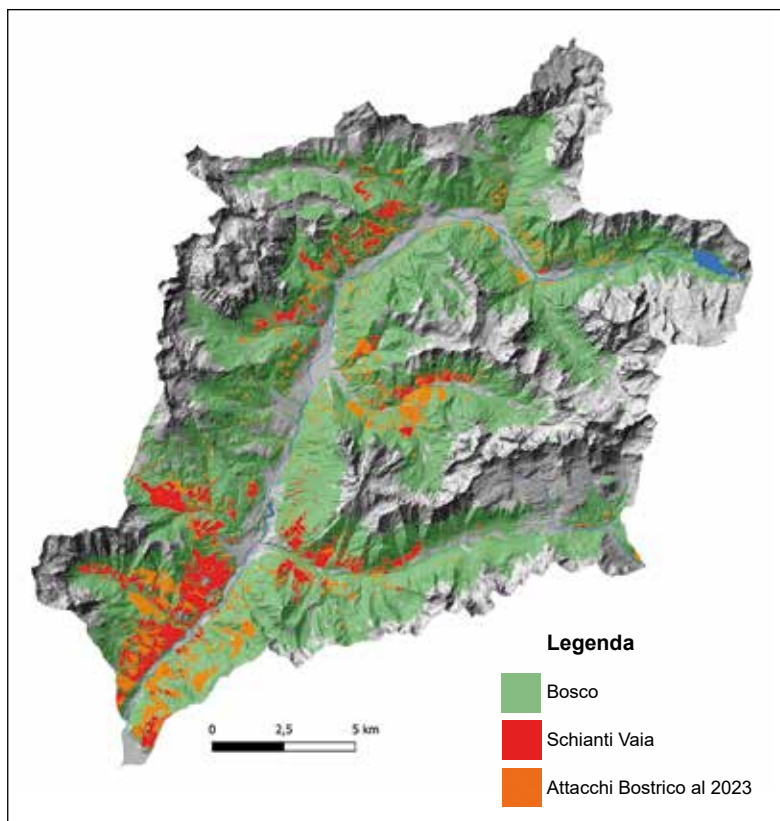 Legenda
Bosco
Schianti Vaia
Attacchi Bostrico al 2023
0 2,5 5 km